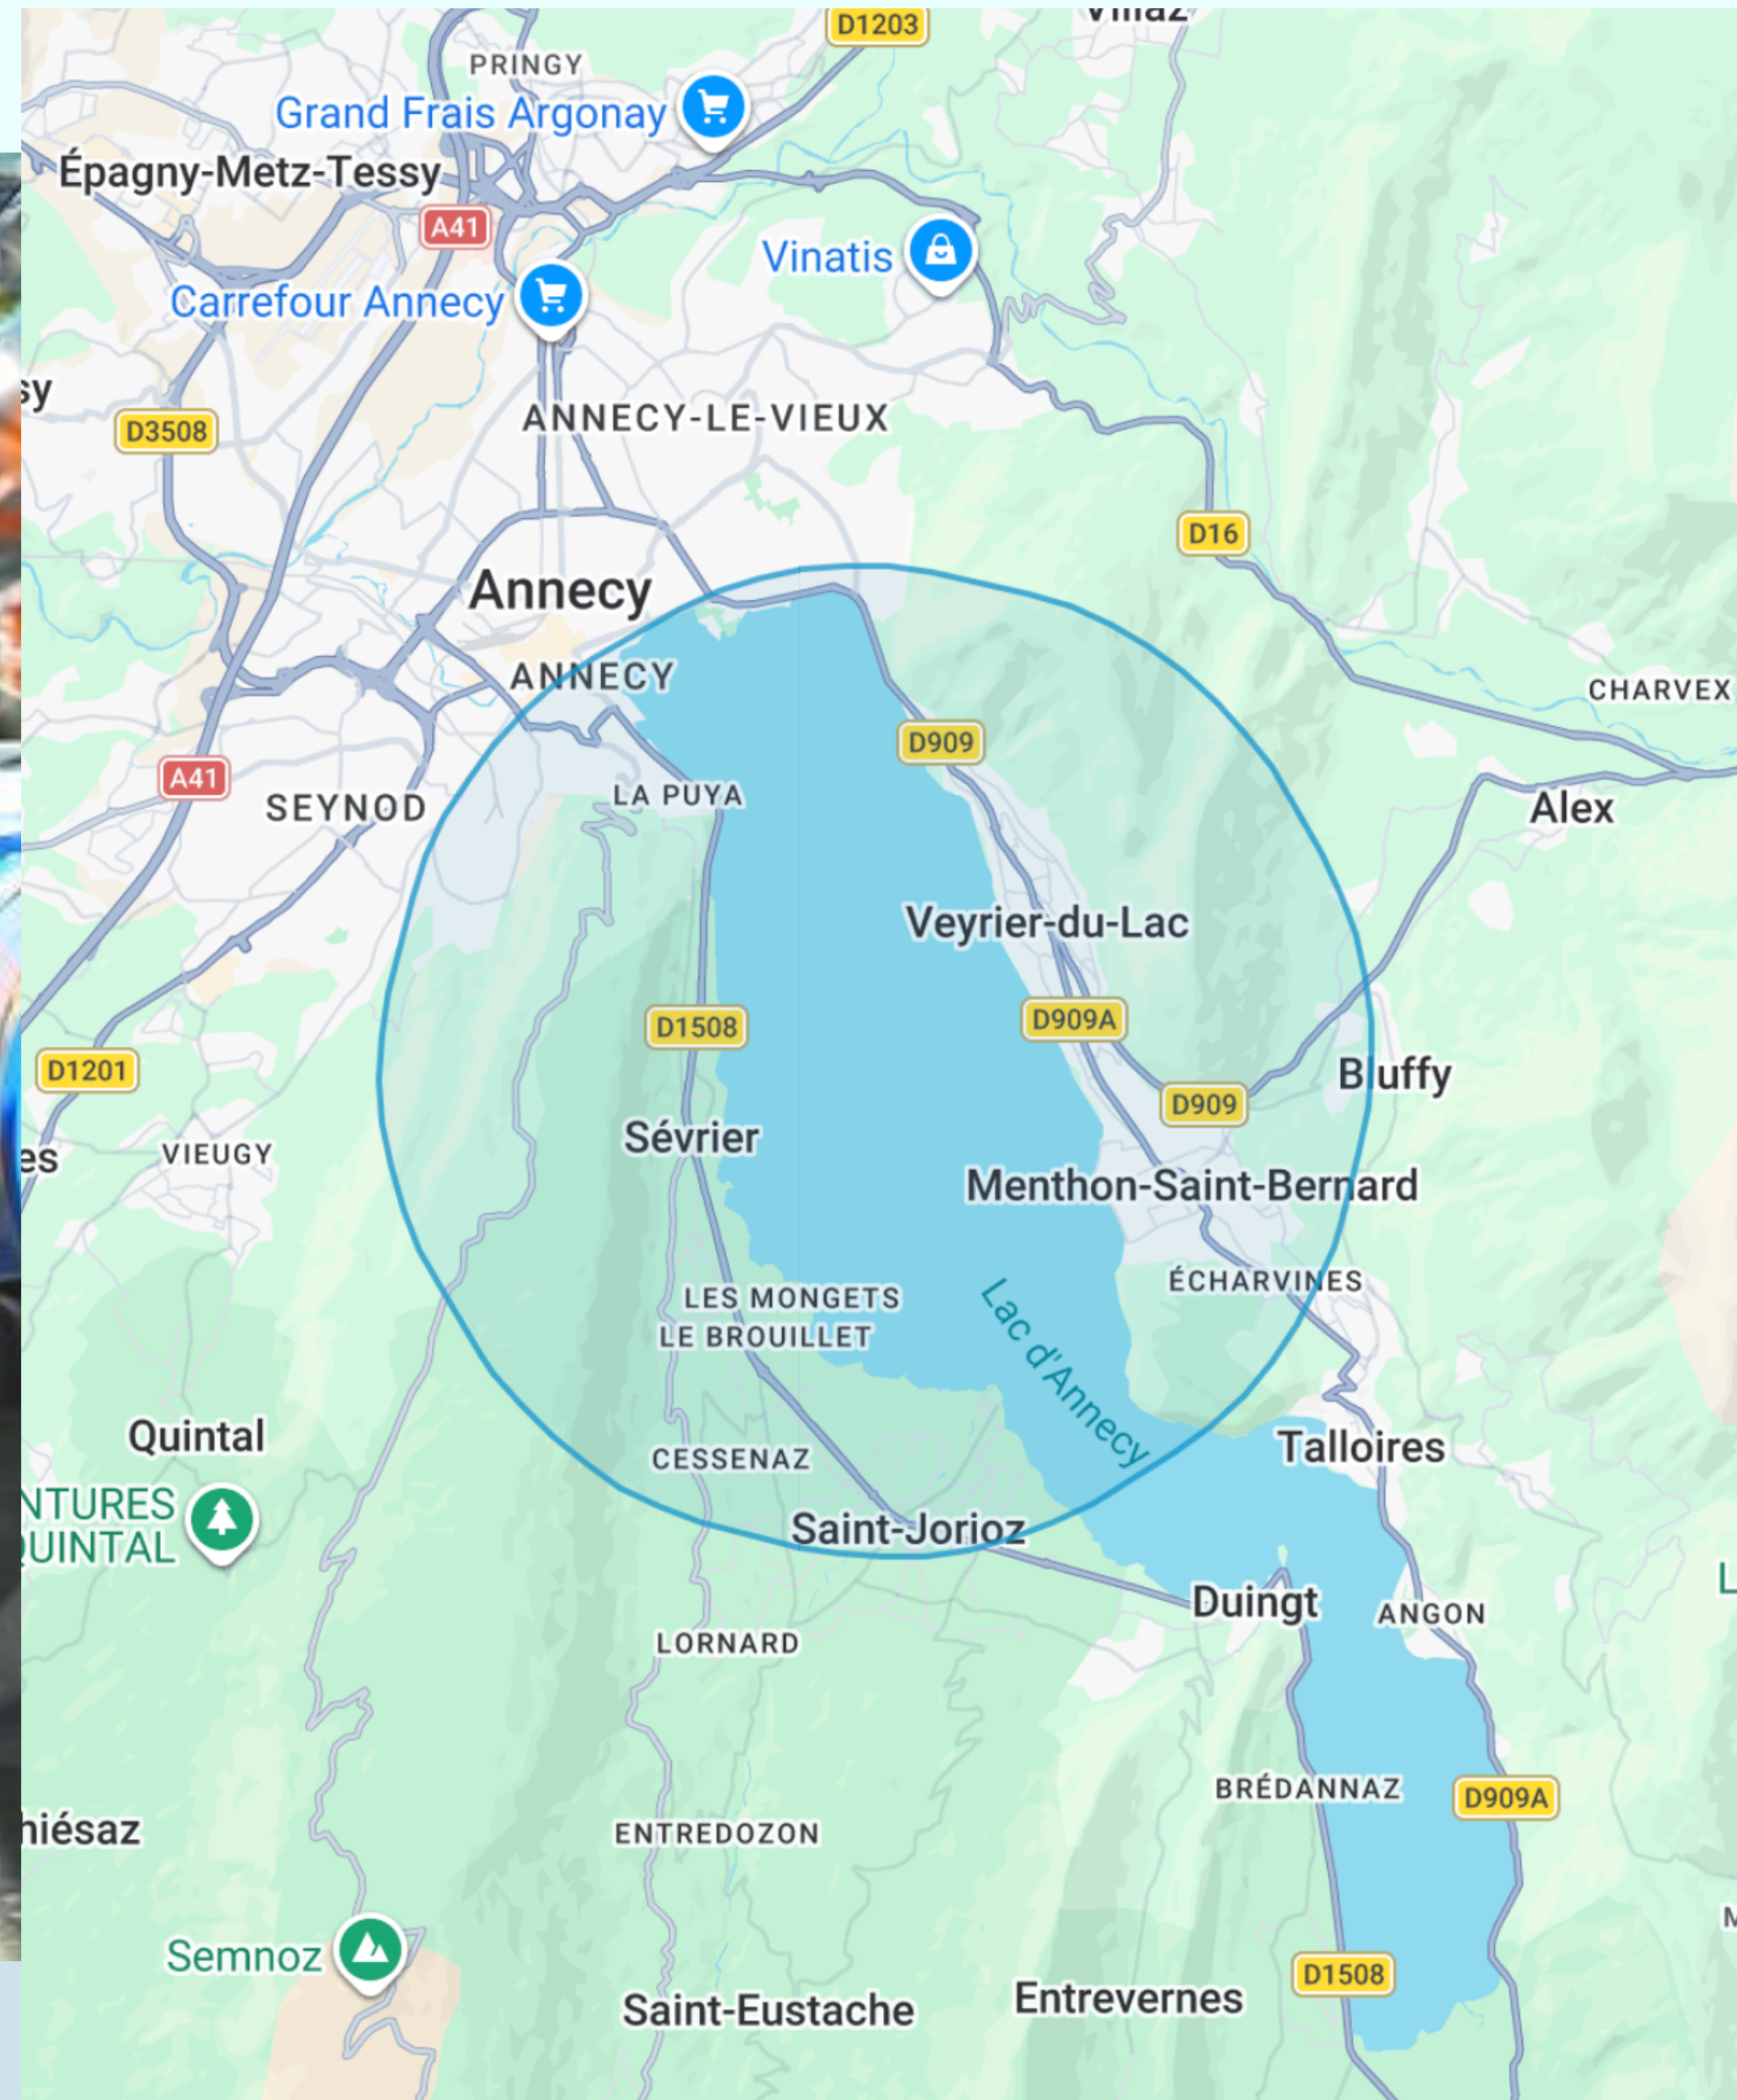 D1203
PRINGY
Grand Frais Argonay
Épagny-Metz-Tessy
A41
Vinatis
Carrefour Annecy
D3508
ANNECY-LE-VIEUX
D16
Annecy
ANNECY
CHARVEX
D909
A41
LA PUYA
SEYNOD
Alex
Veyrier-du-Lac
D1508
D909A
D1201
Bluffy
D909
Sévrier
VIEUGY
Menthon-Saint-Bernard
ÉCHARVINES
LES MONGETS
LE BROUILLET
Lac d'Annecy
Quintal
Talloires
CESSENAZ
NTURES
QUINTAL
Saint-Jorioz
Duingt
ANGON
LORNARD
BRÉDANNAZ
D909A
hiésaz
ENTREDOZON
Semnoz
D1508
Saint-Eustache
Entrevernes